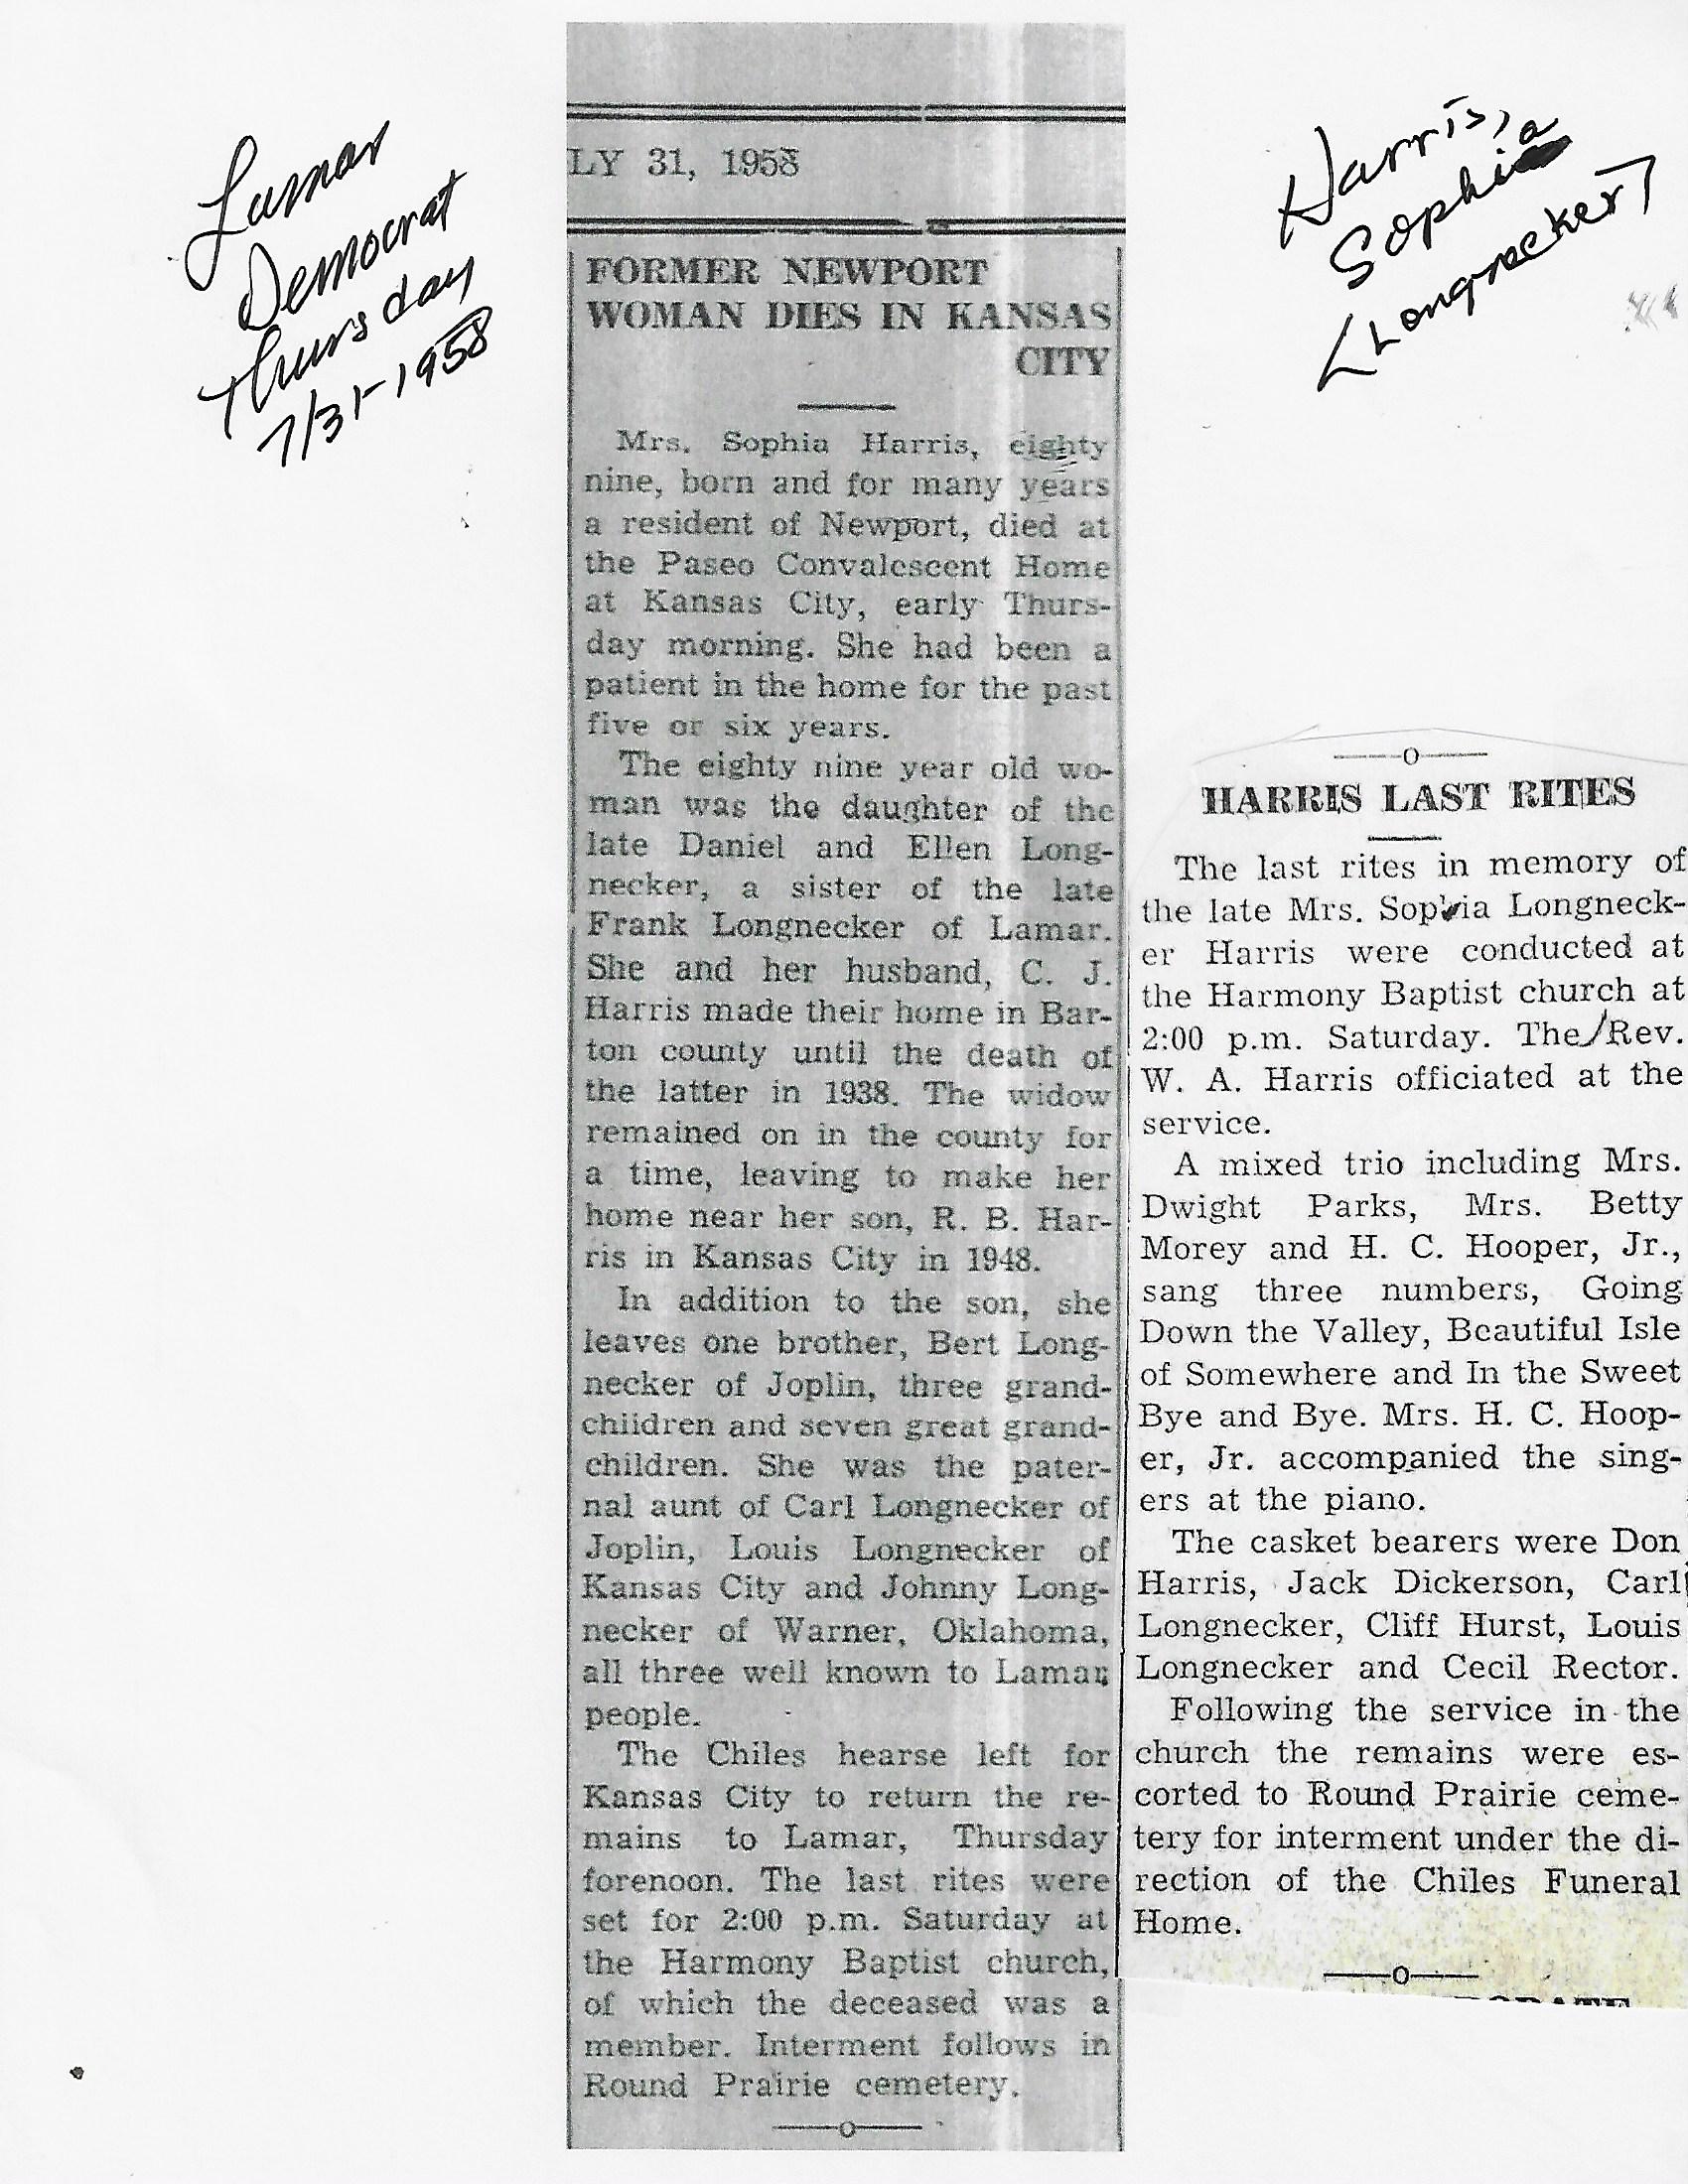 Lamar
Democrat
Thursday
7/31-1958
Harris,
Sophia
(Longnecker)
LY 31, 1958
FORMER NEWPORT
WOMAN DIES IN KANSAS
CITY
Mrs. Sophia Harris, eighty
nine, born and for many years
a resident of Newport, died at
the Paseo Convalescent Home
at Kansas City, early Thurs-
day morning. She had been a
patient in the home for the past
five or six years.
The eighty nine year old wo-
man was the daughter of the
late Daniel and Ellen Long-
necker, a sister of the late
Frank Longnecker of Lamar.
She and her husband, C. J.
Harris made their home in Bar-
ton county until the death of
the latter in 1938. The widow
remained on in the county for
a time, leaving to make her
home near her son, R. B. Har-
ris in Kansas City in 1948.
In addition to the son, she
leaves one brother, Bert Long-
necker of Joplin, three grand-
children and seven great grand-
children. She was the pater-
nal aunt of Carl Longnecker of
Joplin, Louis Longnecker of
Kansas City and Johnny Long-
necker of Warner, Oklahoma,
all three well known to Lamar
people.
The Chiles hearse left for
Kansas City to return the re-
mains to Lamar, Thursday
forenoon. The last rites were
set for 2:00 p.m. Saturday at
the Harmony Baptist church,
of which the deceased was a
member. Interment follows in
Round Prairie cemetery.
HARRIS LAST RITES
The last rites in memory of
the late Mrs. Sophia Longneck-
er Harris were conducted at
the Harmony Baptist church at
2:00 p.m. Saturday. The Rev.
W. A. Harris officiated at the
service.
A mixed trio including Mrs.
Dwight Parks, Mrs. Betty
Morey and H. C. Hooper, Jr.,
sang three numbers, Going
Down the Valley, Beautiful Isle
of Somewhere and In the Sweet
Bye and Bye. Mrs. H. C. Hoop-
er, Jr. accompanied the sing-
ers at the piano.
The casket bearers were Don
Harris, Jack Dickerson, Carl
Longnecker, Cliff Hurst, Louis
Longnecker and Cecil Rector.
Following the service in the
church the remains were es-
corted to Round Prairie ceme-
tery for interment under the di-
rection of the Chiles Funeral
Home.